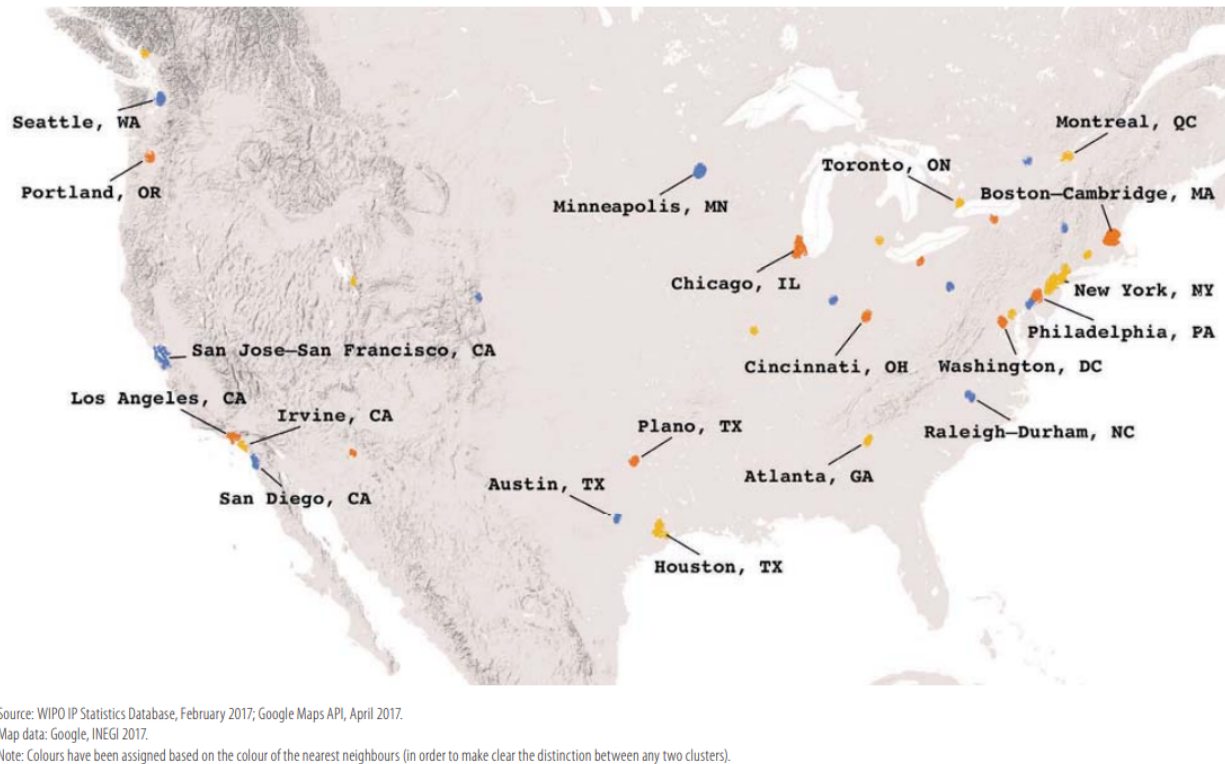 Montreal, QC
Seattle, WA
Toronto, ON
Portland, OR
Boston—Cambridge, MA
Minneapolis, MN
Chicago, IL
New York, NY
Philadelphia, PA
San Jose—San Francisco, CA
Cincinnati, OH
Washington, DC
Los Angeles, CA
Irvine, CA
Plano, TX
Raleigh—Durham, NC
Atlanta, GA
Austin, TX
San Diego, CA
Houston, TX
Source: WIPO IP Statistics Database, February 2017; Google Maps API, April 2017.
Map data: Google, INEGI 2017.
Note: Colours have been assigned based on the colour of the nearest neighbours (in order to make clear the distinction between any two clusters).